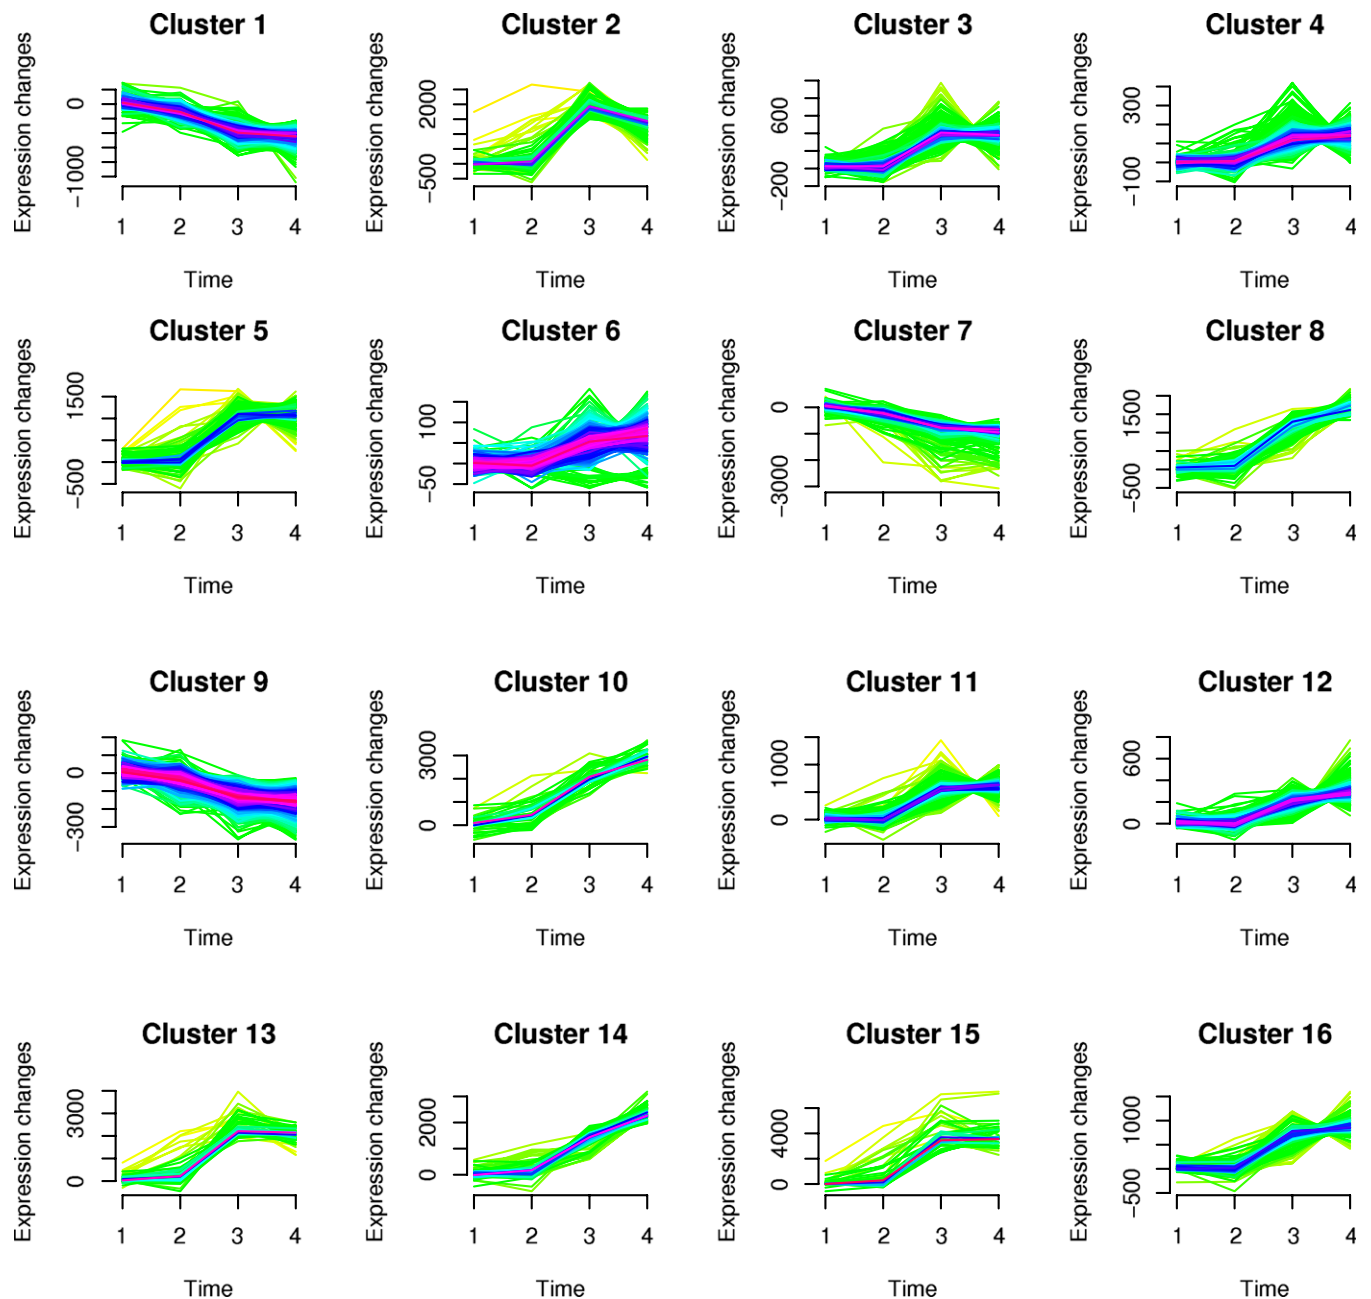 Cluster 1
Expression changes
0
−1000
1 2 3 4
Time
Cluster 2
Expression changes
2000
−500
1 2 3 4
Time
Cluster 3
Expression changes
600
−200
1 2 3 4
Time
Cluster 4
Expression changes
300
−100
1 2 3 4
Time
Cluster 5
Expression changes
1500
−500
1 2 3 4
Time
Cluster 6
Expression changes
100
−50
1 2 3 4
Time
Cluster 7
Expression changes
0
−3000
1 2 3 4
Time
Cluster 8
Expression changes
1500
−500
1 2 3 4
Time
Cluster 9
Expression changes
0
−300
1 2 3 4
Time
Cluster 10
Expression changes
3000
0
1 2 3 4
Time
Cluster 11
Expression changes
1000
0
1 2 3 4
Time
Cluster 12
Expression changes
600
0
1 2 3 4
Time
Cluster 13
Expression changes
3000
0
1 2 3 4
Time
Cluster 14
Expression changes
2000
0
1 2 3 4
Time
Cluster 15
Expression changes
4000
0
1 2 3 4
Time
Cluster 16
Expression changes
1000
−500
1 2 3 4
Time